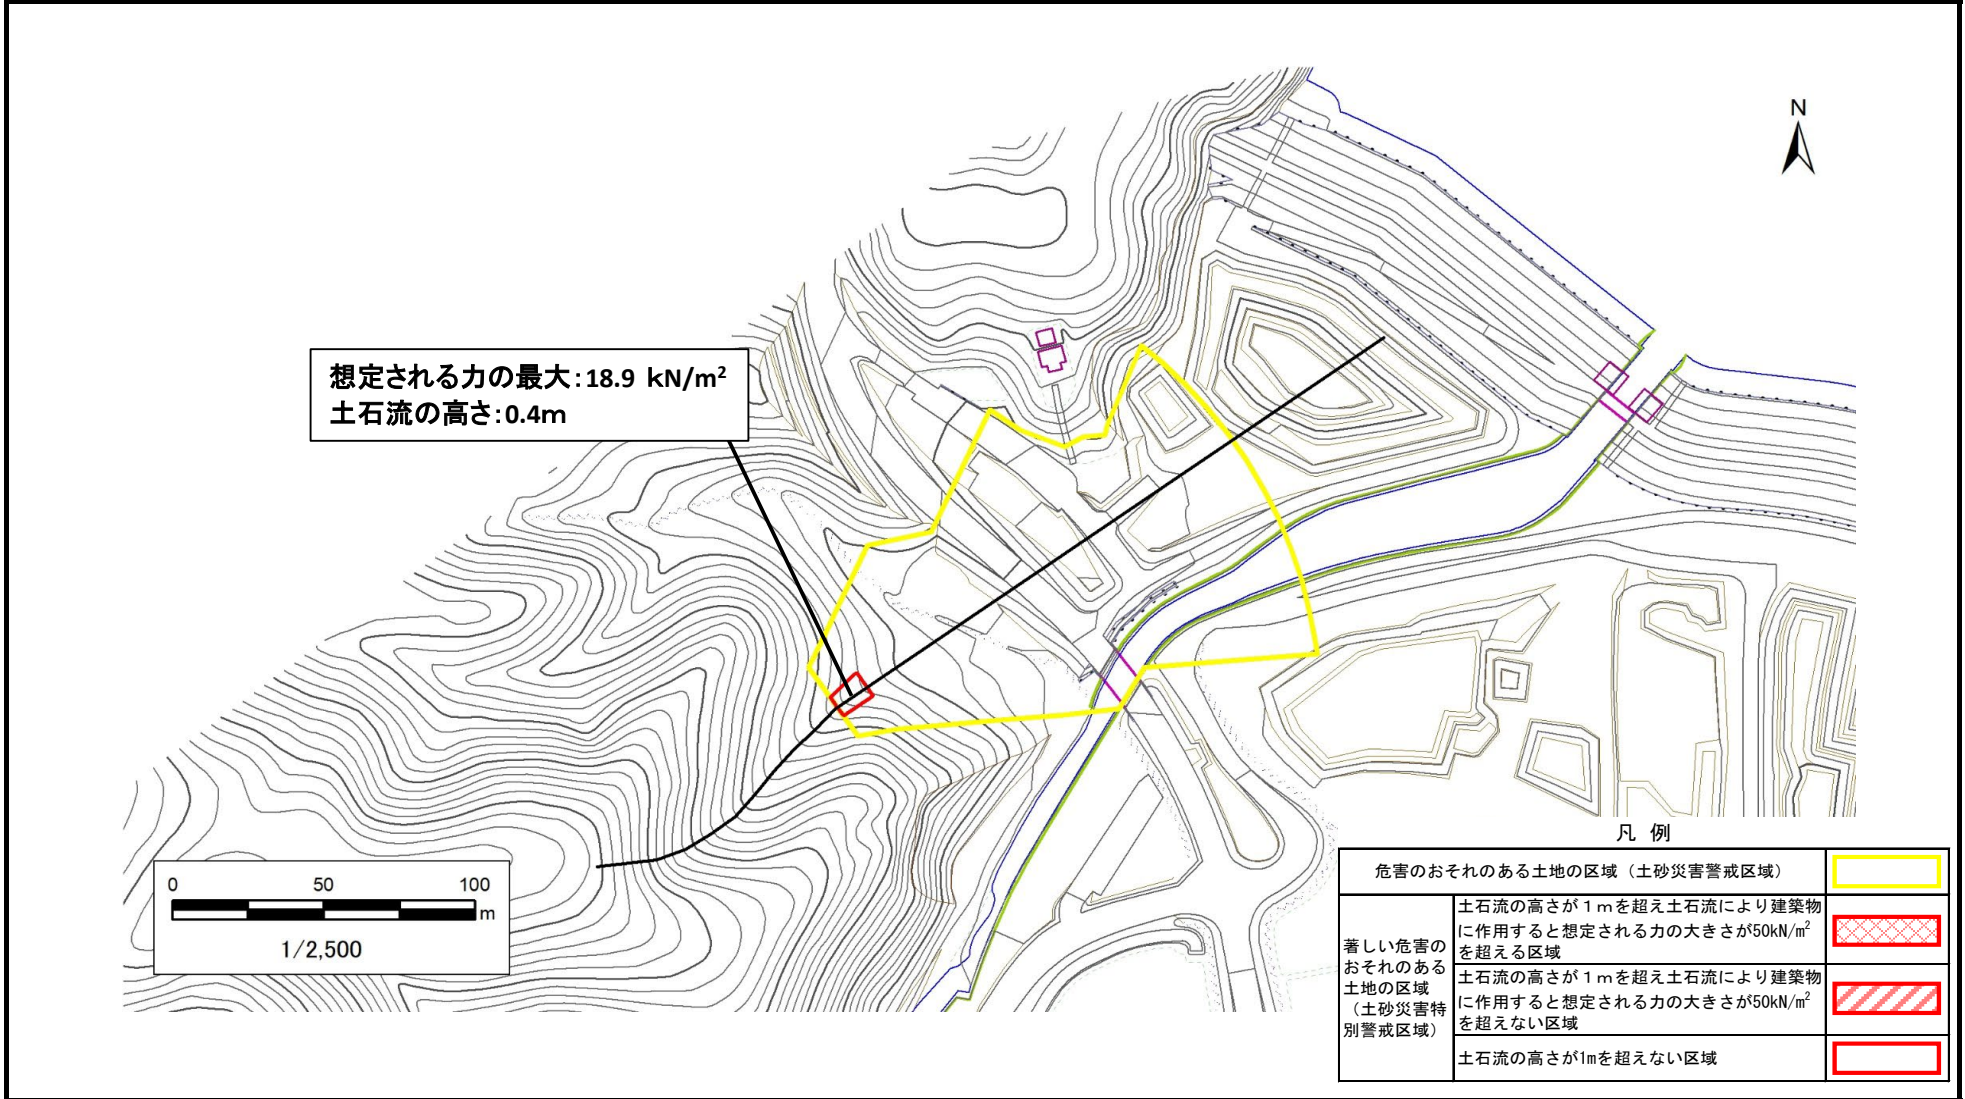 N
想定される力の最大:18.9 kN/m²
土石流の高さ:0.4m
0 50 100
m
1/2,500
凡 例
危害のおそれのある土地の区域（土砂災害警戒区域）
著しい危害の
おそれのある
土地の区域
（土砂災害特
別警戒区域）
土石流の高さが１ｍを超え土石流により建築物
に作用すると想定される力の大きさが50kN/㎡
を超える区域
土石流の高さが１ｍを超え土石流により建築物
に作用すると想定される力の大きさが50kN/㎡
を超えない区域
土石流の高さが1mを超えない区域